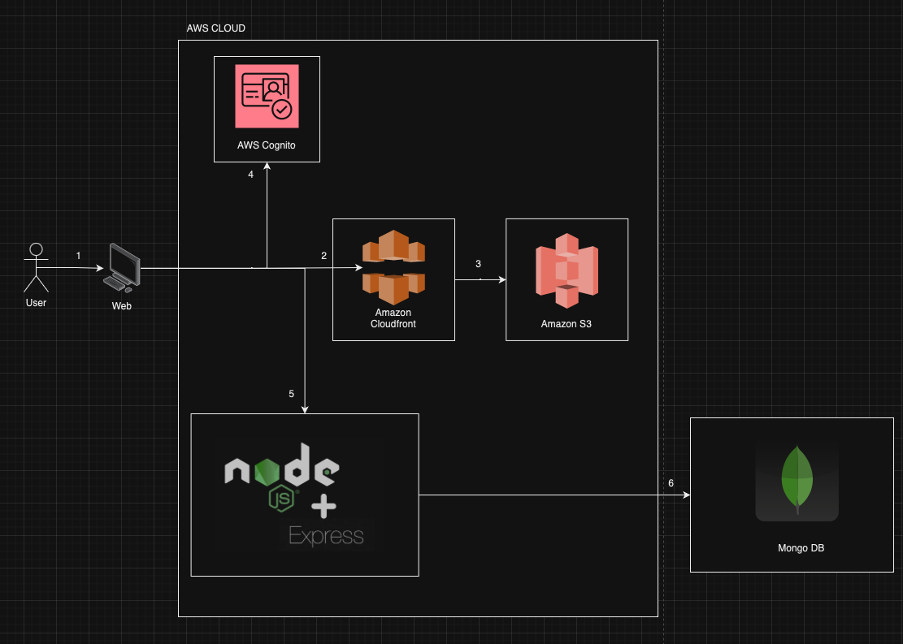 AWS CLOUD
AWS Cognito
4
1
2
3
User
Web
Amazon
Cloudfront
Amazon S3
5
node
JS
+
Express
6
Mongo DB